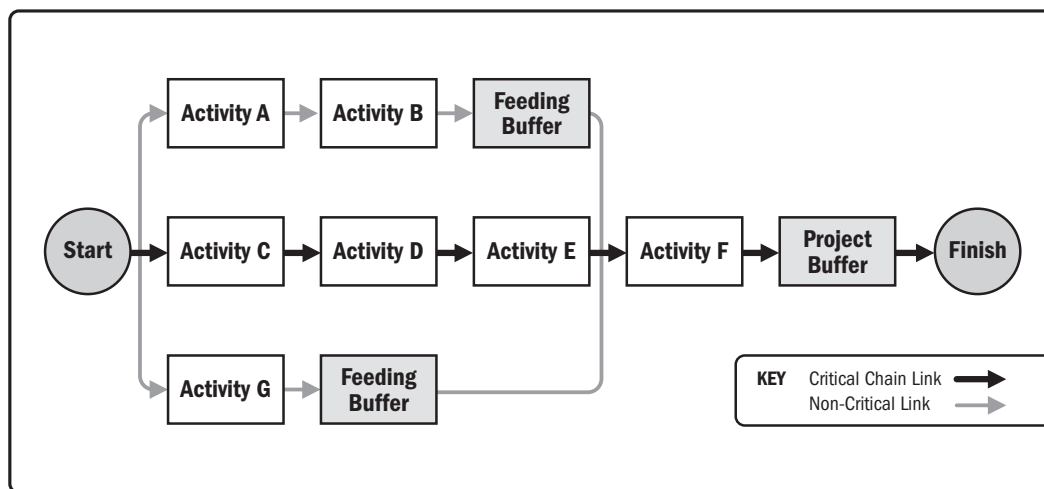 Activity A
Activity B
Feeding
Buffer
Start
Activity C
Activity D
Activity E
Activity F
Project
Buffer
Finish
Activity G
Feeding
Buffer
KEY Critical Chain Link
Non-Critical Link